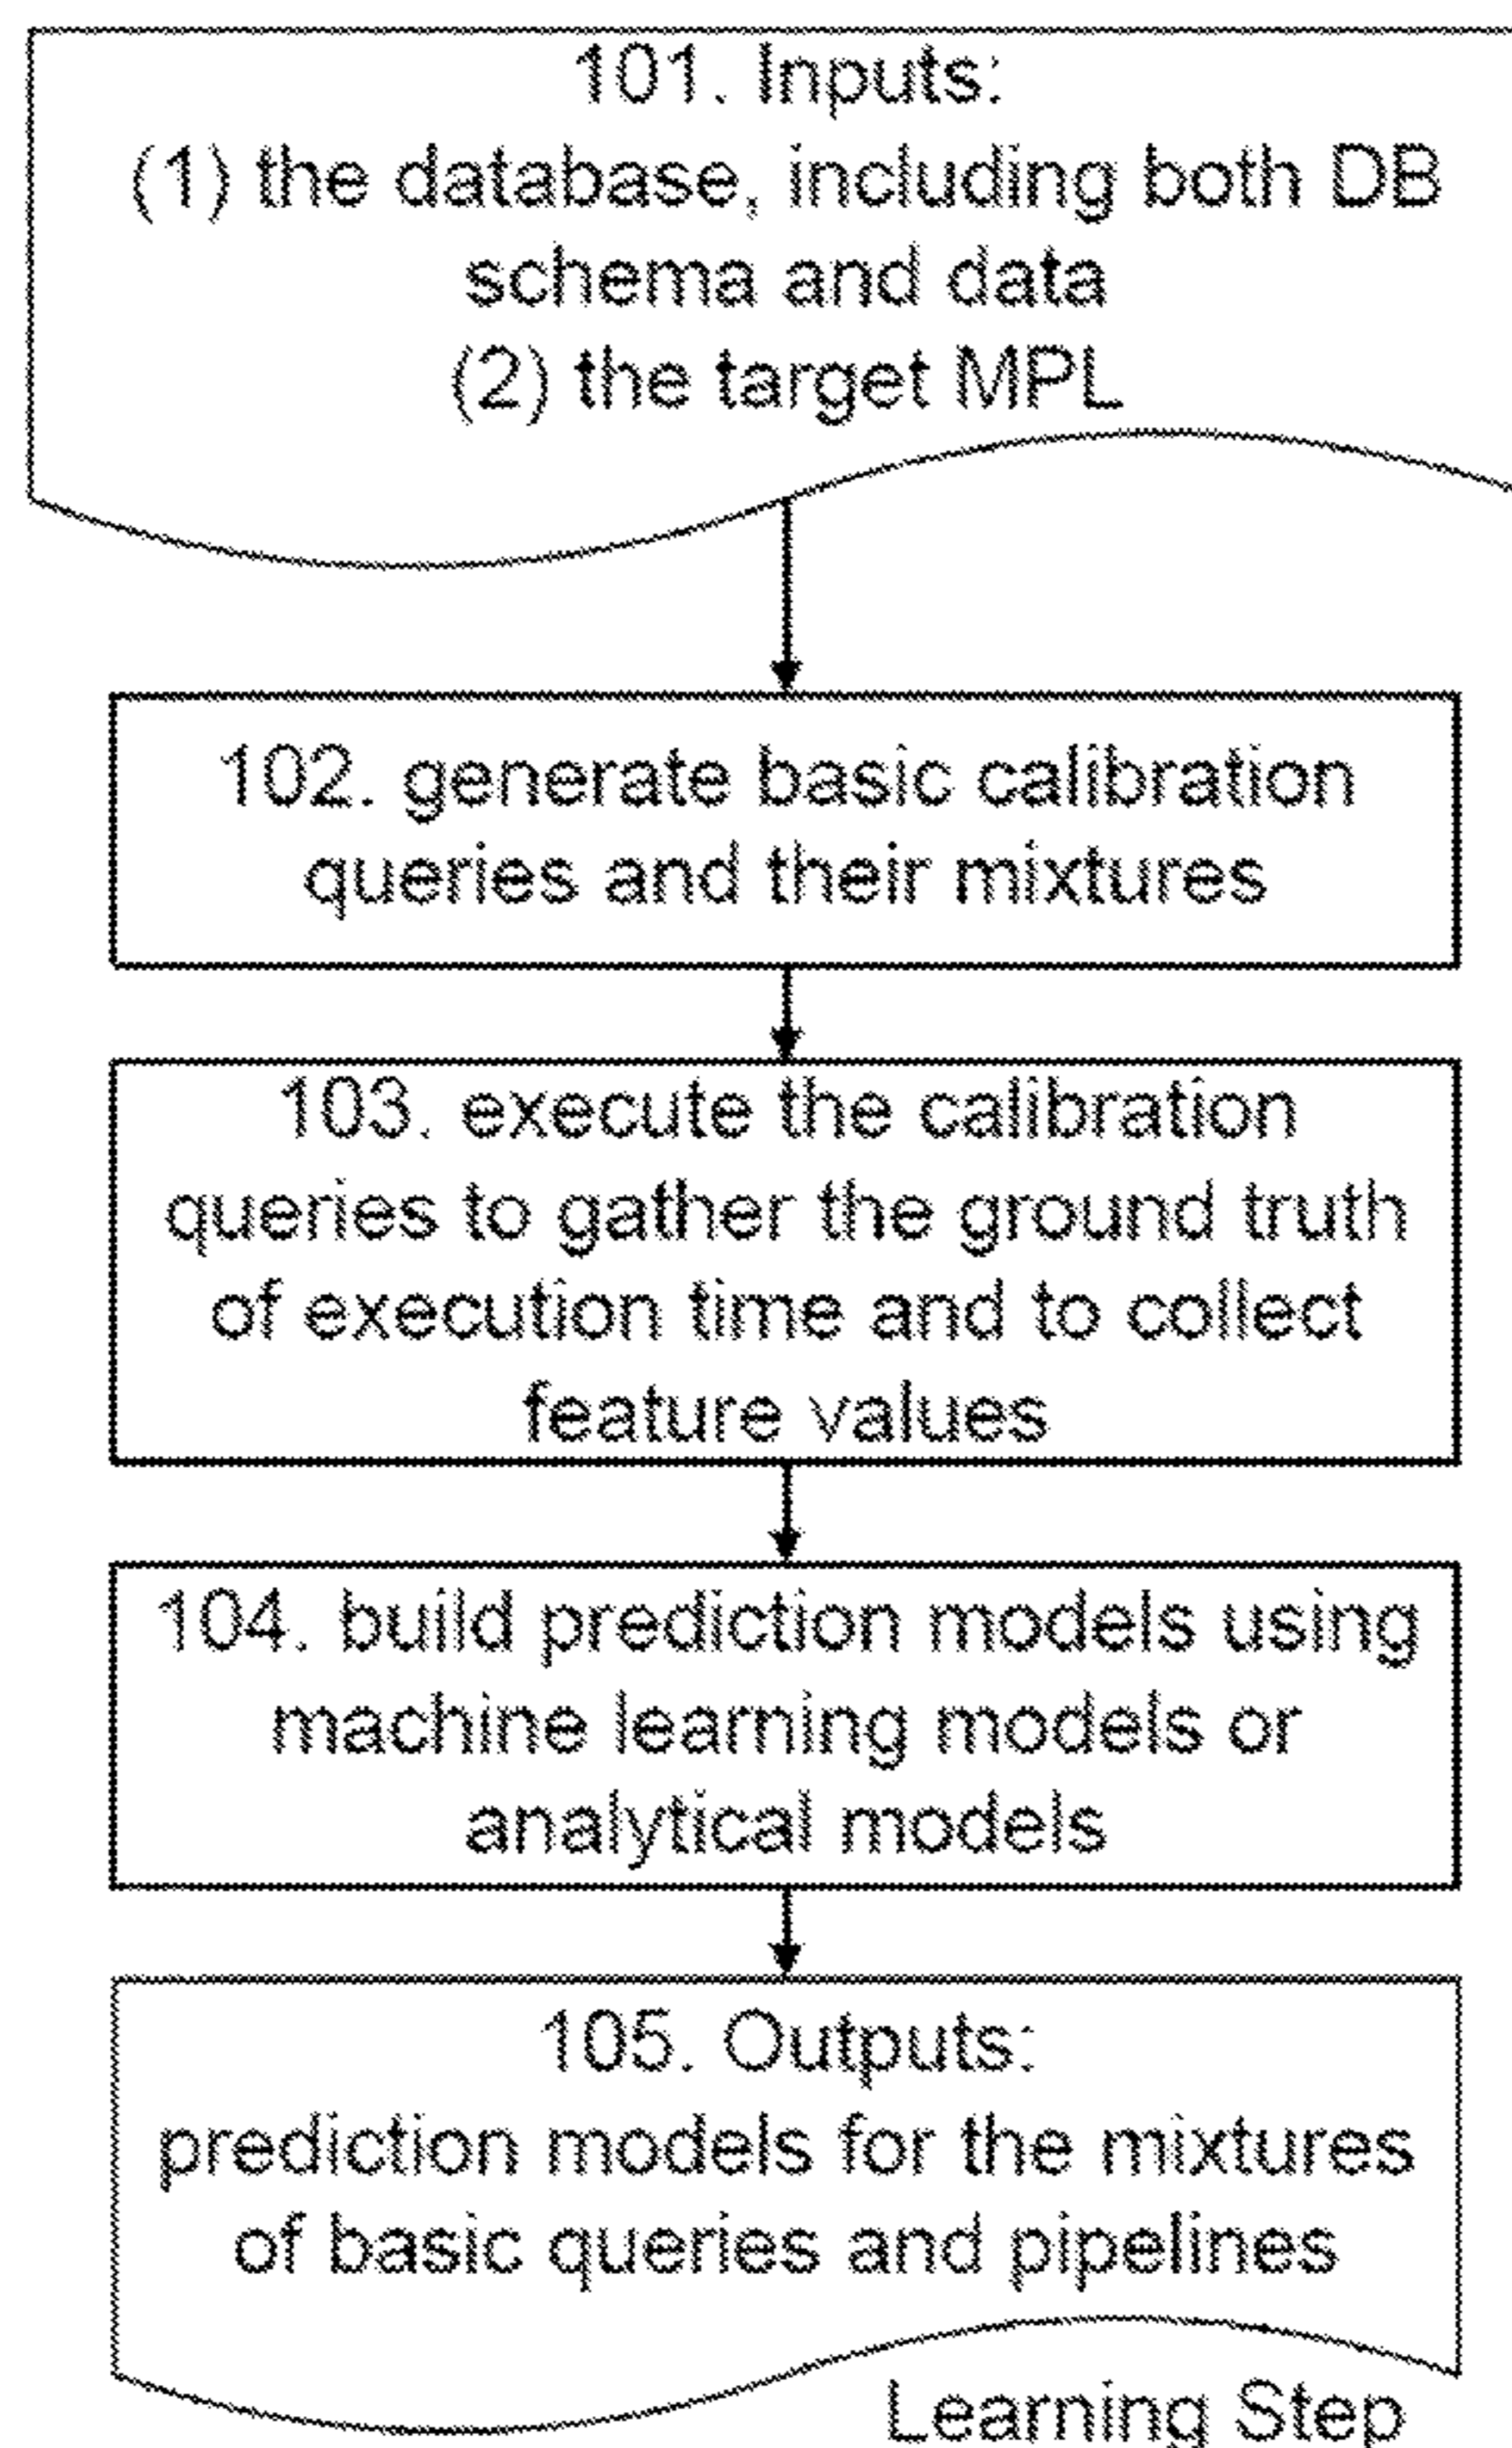 101. Inputs:
(1) the database, including both DB
schema and data
(2) the target MPL
102. generate basic calibration
queries and their mixtures
103. execute the calibration
queries to gather the ground truth
of execution time and to collect
feature values
104. build prediction models using
machine learning models or
analytical models
105. Outputs:
prediction models for the mixtures
of basic queries and pipelines
Learning Step